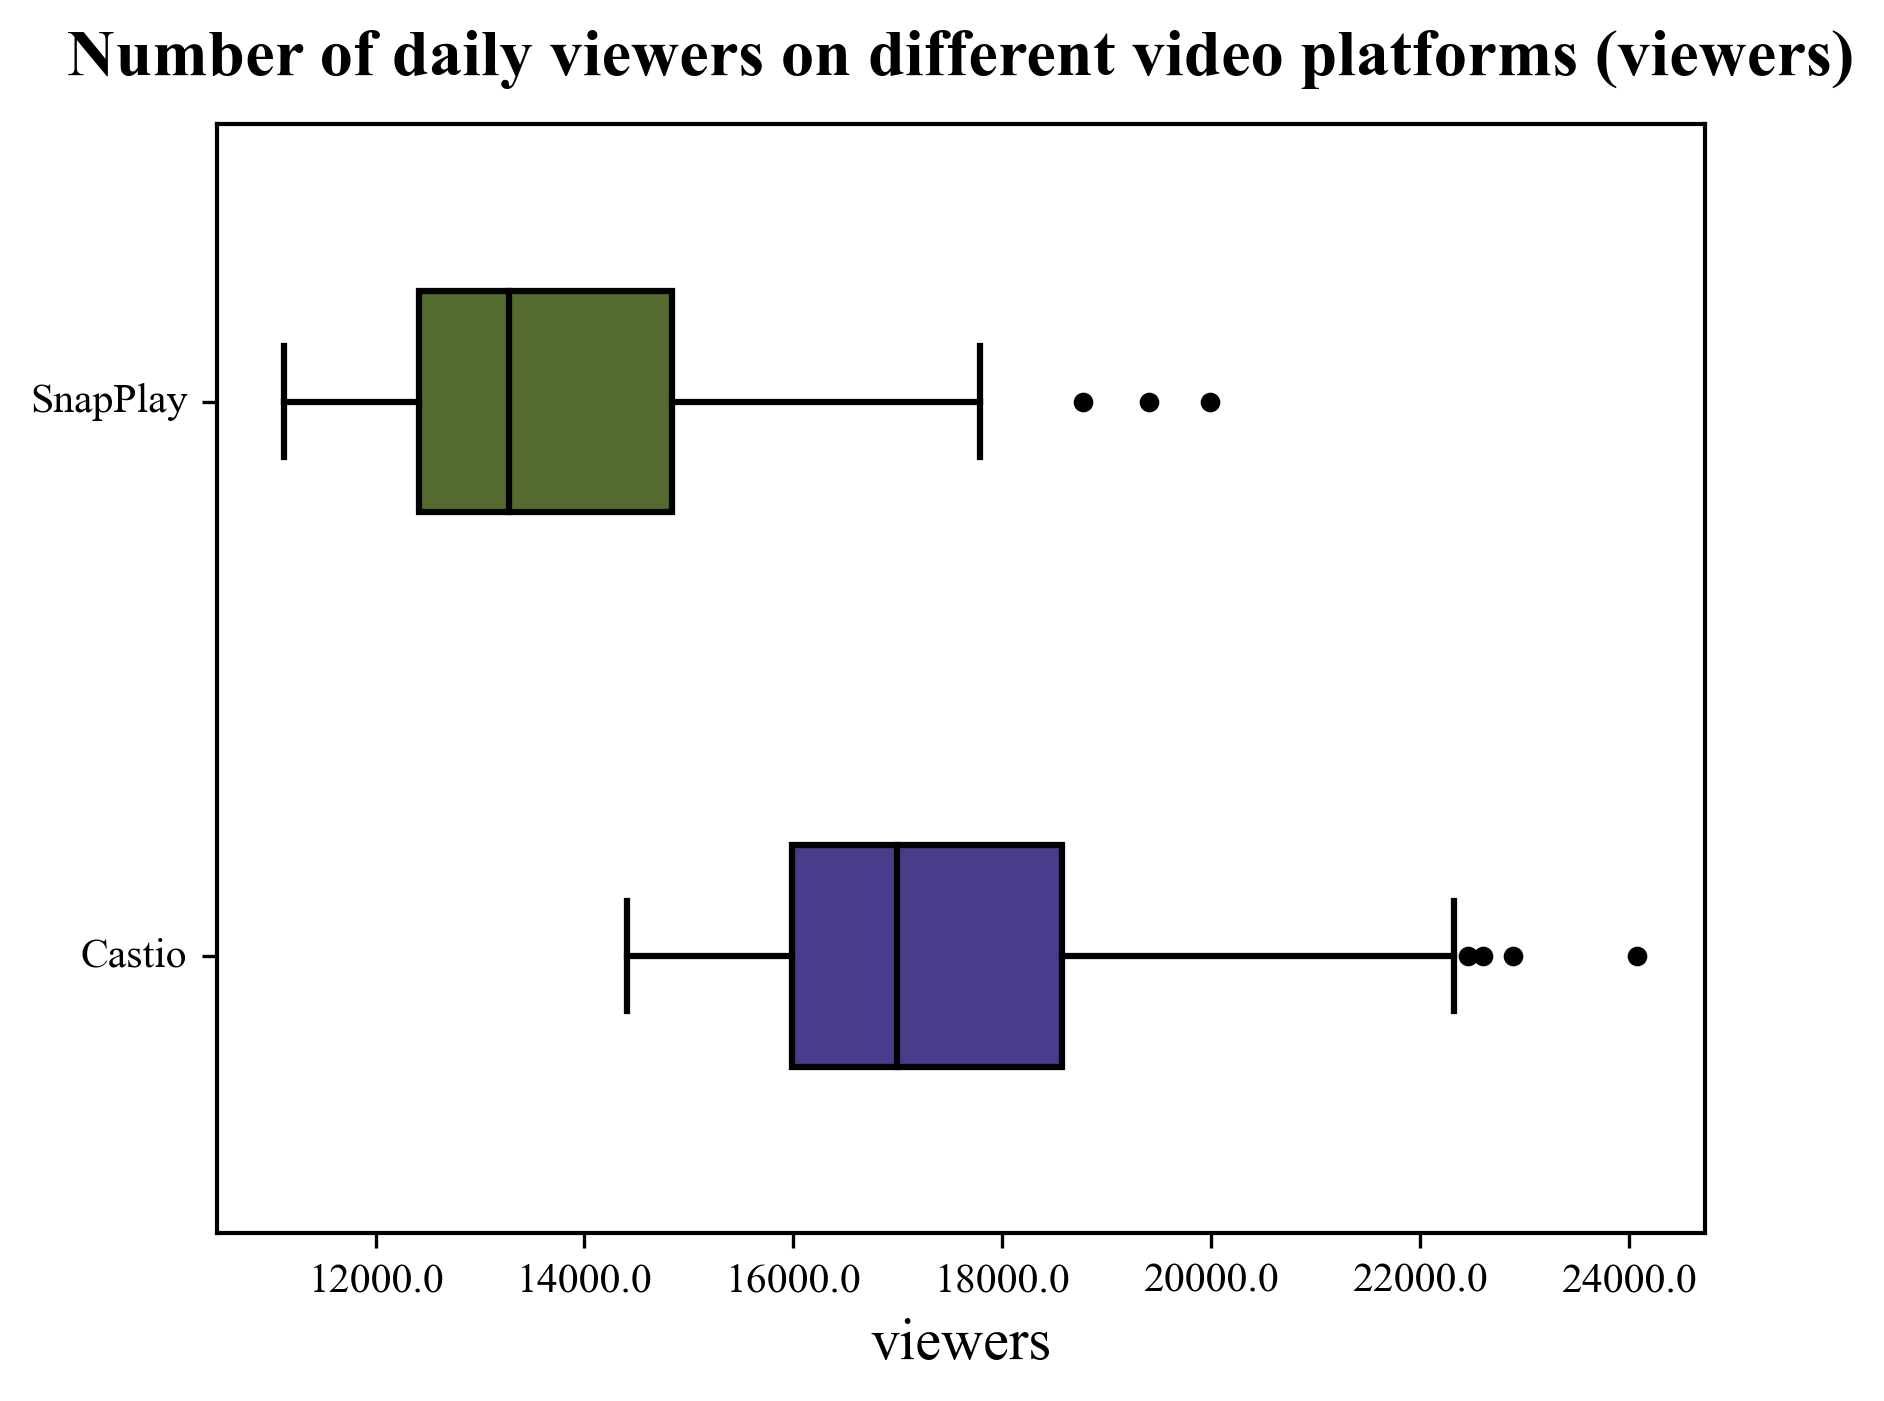 Number of daily viewers on different video platforms (viewers)
SnapPlay
Castio
12000.0 14000.0 16000.0 18000.0 20000.0 22000.0 24000.0
viewers